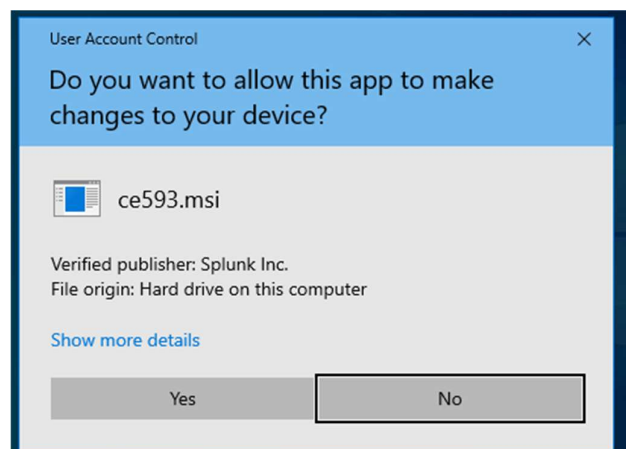 User Account Control
Do you want to allow this app to make
changes to your device?
ce593.msi
Verified publisher: Splunk Inc.
File origin: Hard drive on this computer
Show more details
Yes
No